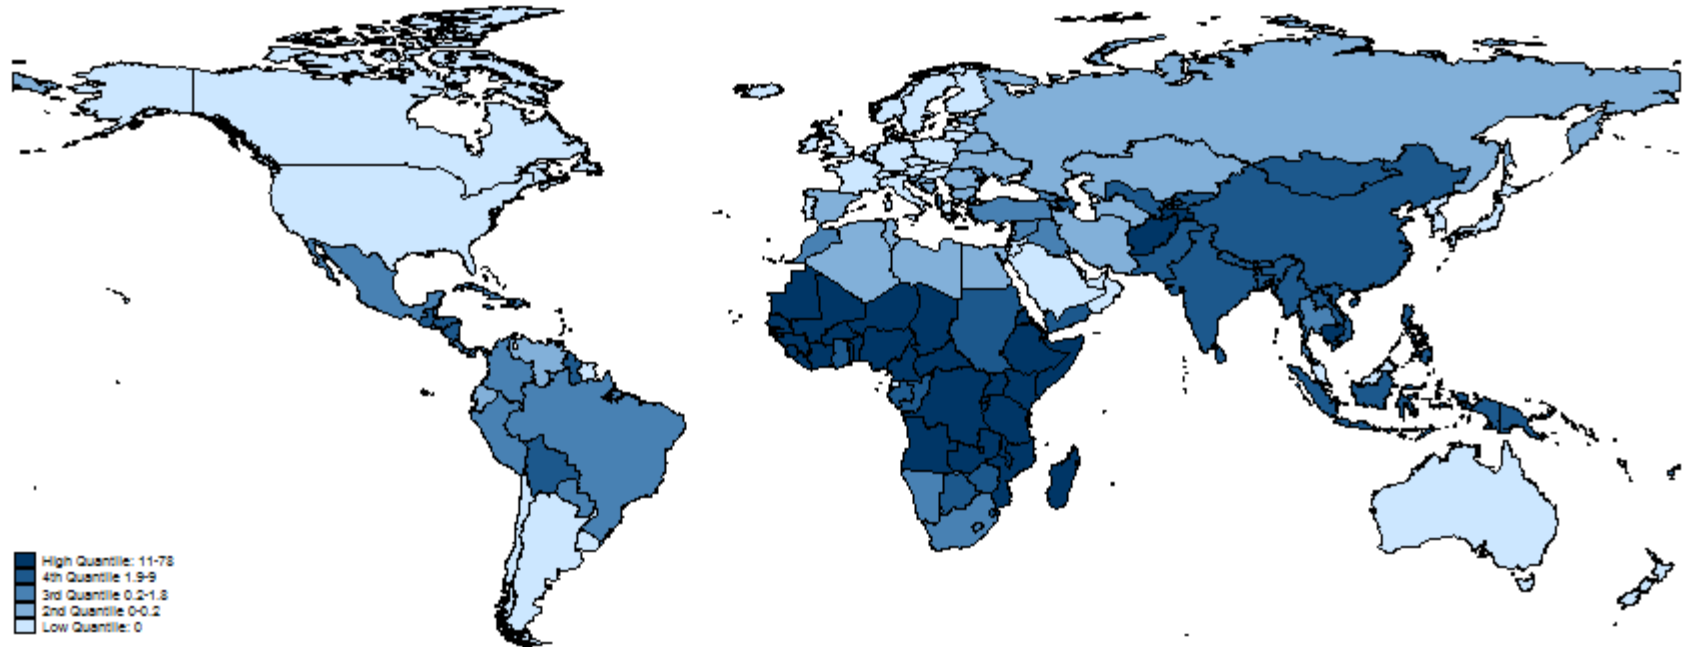 High Quantile: 11-78
4th Quantile 1.9-9
3rd Quantile 0.2-1.8
2nd Quantile 0-0.2
Low Quantile: 0